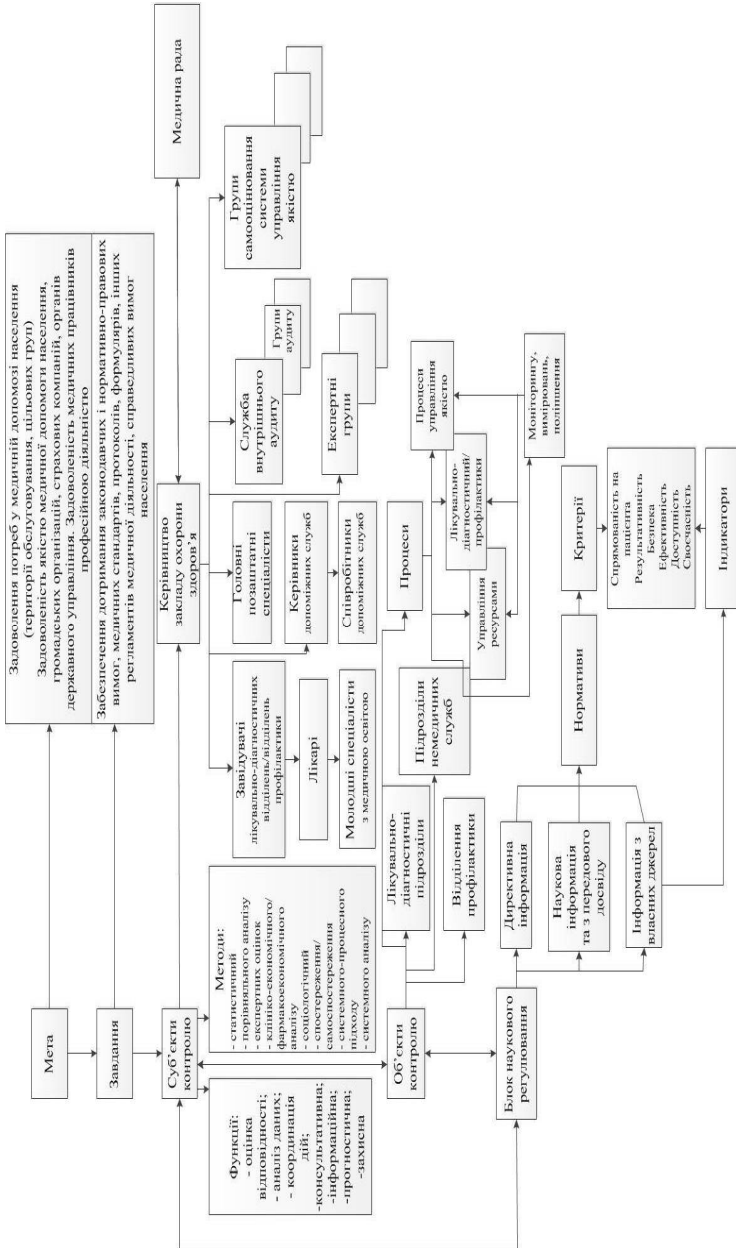 Мета
Задоволення потреб у медичній допомозі населення
(території обслуговування, цільових груп)
Задоволеність якістю медичної допомоги населення,
громадських організацій, страхових компаній, органів
державного управління. Задоволеність медичних працівників
професійною діяльністю
Завдання
Забезпечення дотримання законодавчих і нормативно-правових
вимог, медичних стандартів, протоколів, формулярів, інших
регламентів медичної діяльності, справедливих вимог
населення
Суб’єкти
контролю
Керівництво
закладу охорони
здоров’я
Медична рада
Функції:
- оцінка
відповідності;
- аналіз даних;
- координація
дій;
-консультативна;
-інформаційна;
-прогностична;
-захисна
Методи:
- статистичний
- порівняльного аналізу
- експертних оцінок
- клініко-економічного/
фармакоекономічного
аналізу
- соціологічний
- спостереження/
самоспостереження
- системного-процесного
підходу
- системного аналізу
Завідувачі
лікувально-діагностичних
відділень/відділень
профілактики
Лікарі
Молодші спеціалісти
з медичною освітою
Головні
позаштатні
спеціалісти
Керівники
допоміжних служб
Співробітники
допоміжних служб
Служба
внутрішнього
аудиту
Групи
аудиту
Експертні
групи
Групи
самооцінювання
системи
управління
якістю
Об’єкти
контролю
Лікувально-
діагностичні
підрозділи
Відділення
профілактики
Підрозділи
немедичних
служб
Процеси
Управління
ресурсами
Лікувально-
діагностичний/
профілактики
Процеси
управління
якістю
Моніторингу,
вимірювань,
поліпшення
Блок наукового
регулювання
Директивна
інформація
Наукова
інформація
та з передового
досвіду
Інформація з
власних джерел
Нормативи
Критерії
Спрямованість на
пацієнта
Результативність
Безпека
Ефективність
Доступність
Своєчасність
Індикатори